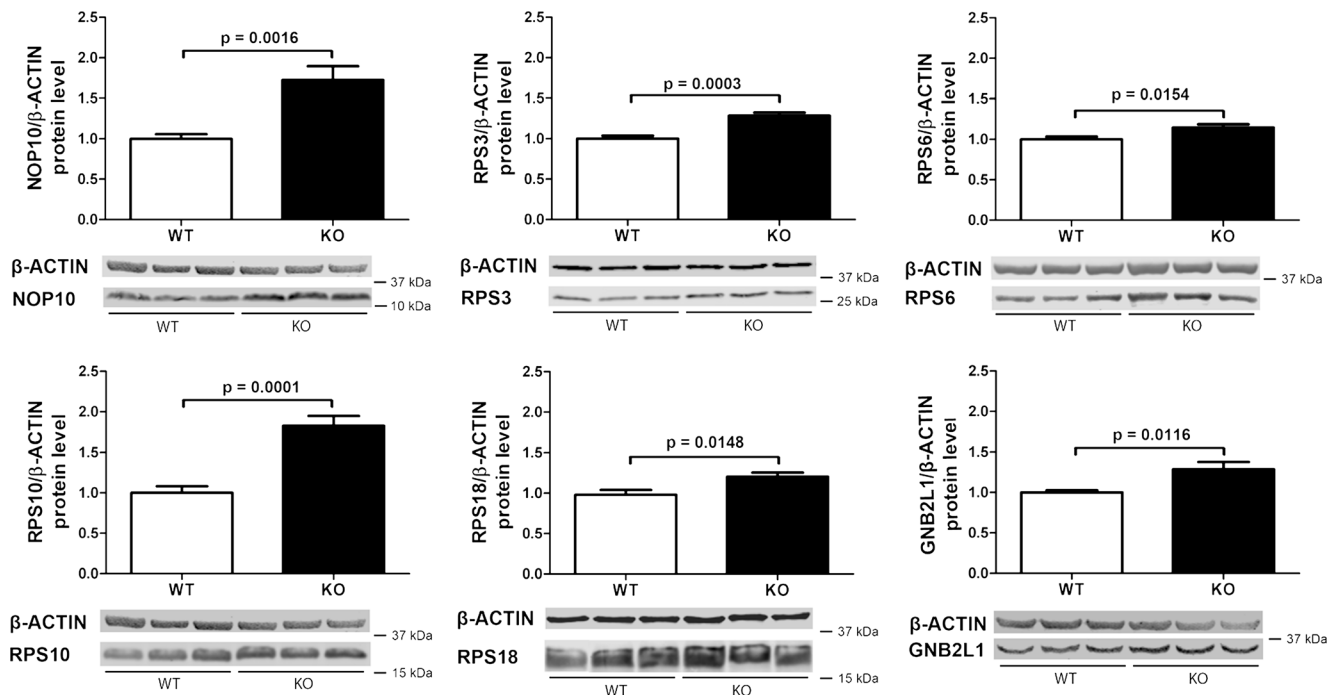 NOP10/β-ACTIN
protein level
2.5
2.0
1.5
1.0
0.5
0.0
p = 0.0016
WT
KO
β-ACTIN
37 kDa
NOP10
10 kDa
WT
KO
RPS3/β-ACTIN
protein level
2.5
2.0
1.5
1.0
0.5
0.0
p = 0.0003
WT
KO
β-ACTIN
37 kDa
RPS3
25 kDa
WT
KO
RPS6/β-ACTIN
protein level
2.5
2.0
1.5
1.0
0.5
0.0
p = 0.0154
WT
KO
β-ACTIN
37 kDa
RPS6
WT
KO
RPS10/β-ACTIN
protein level
2.5
2.0
1.5
1.0
0.5
0.0
p = 0.0001
WT
KO
β-ACTIN
37 kDa
RPS10
15 kDa
WT
KO
RPS18/β-ACTIN
protein level
2.5
2.0
1.5
1.0
0.5
0.0
p = 0.0148
WT
KO
β-ACTIN
37 kDa
RPS18
15 kDa
WT
KO
GNB2L1/β-ACTIN
protein level
2.5
2.0
1.5
1.0
0.5
0.0
p = 0.0116
WT
KO
β-ACTIN
37 kDa
GNB2L1
WT
KO